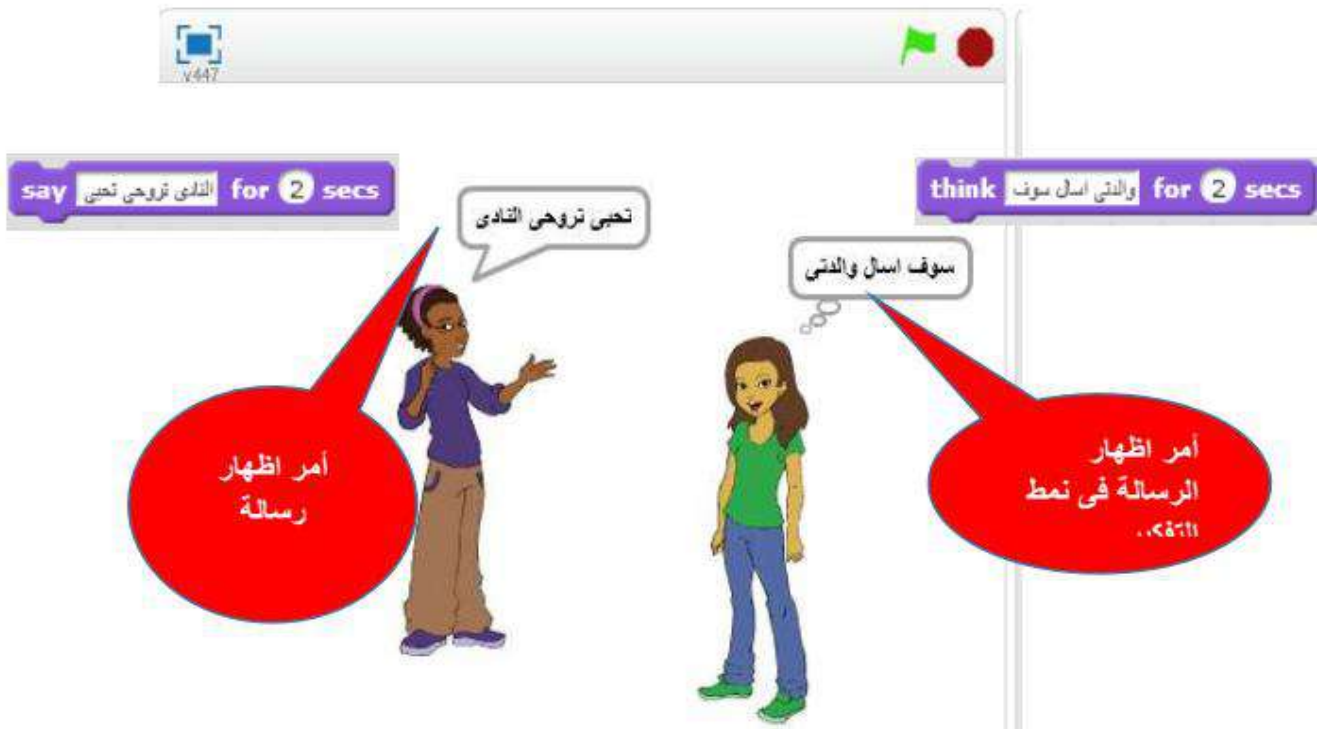 v447
say النادى تروحى تحبى for 2 secs
think والدتى اسال سوف for 2 secs
تحبى تروحى النادى
سوف اسال والدتى
أمر اظهار
رسالة
أمر اظهار
الرسالة فى نمط